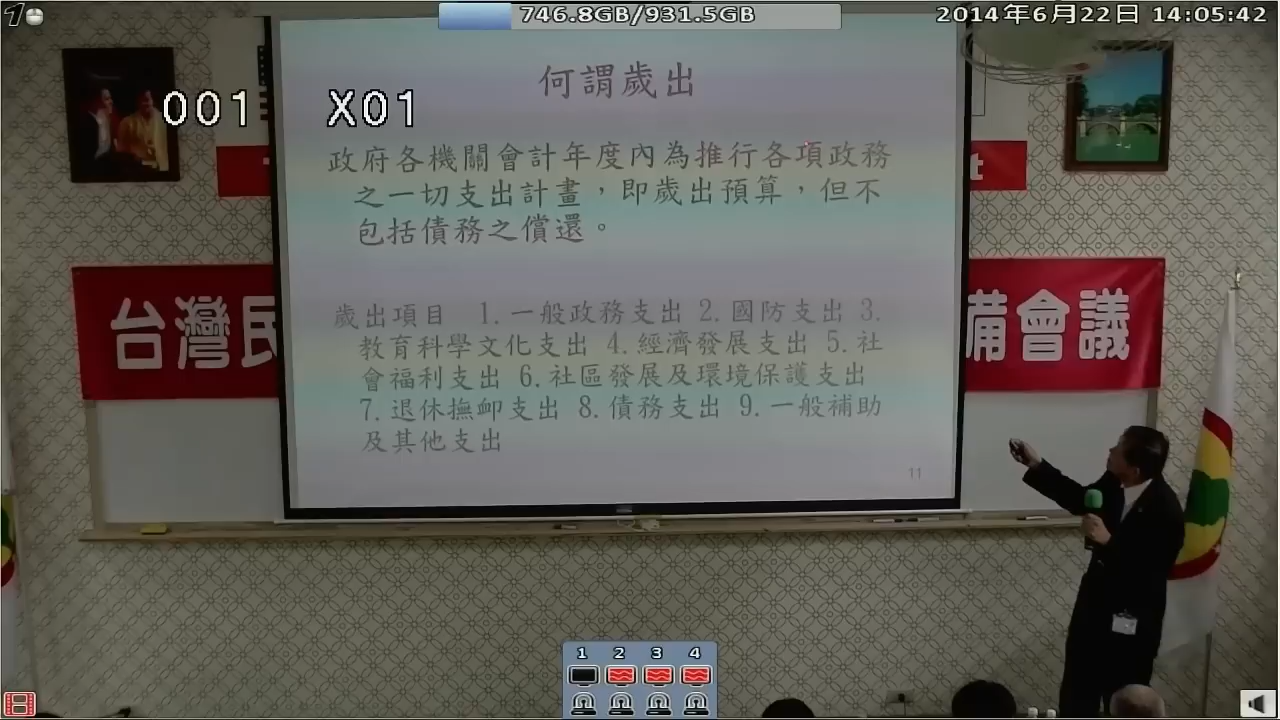 746.8GB/931.5GB
2014年6月22日 14:05:42
001 X01
何謂歲出
政府各機關會計年度內為推行各項政務
之一切支出計畫，即歲出預算，但不
包括債務之償還。
t
台灣民
備會議
歲出項目 1.一般政務支出 2.國防支出 3.
教育科學文化支出 4.經濟發展支出 5.社
會福利支出 6.社區發展及環境保護支出
7.退休撫卹支出 8.債務支出 9.一般補助
及其他支出
11
1 2 3 4